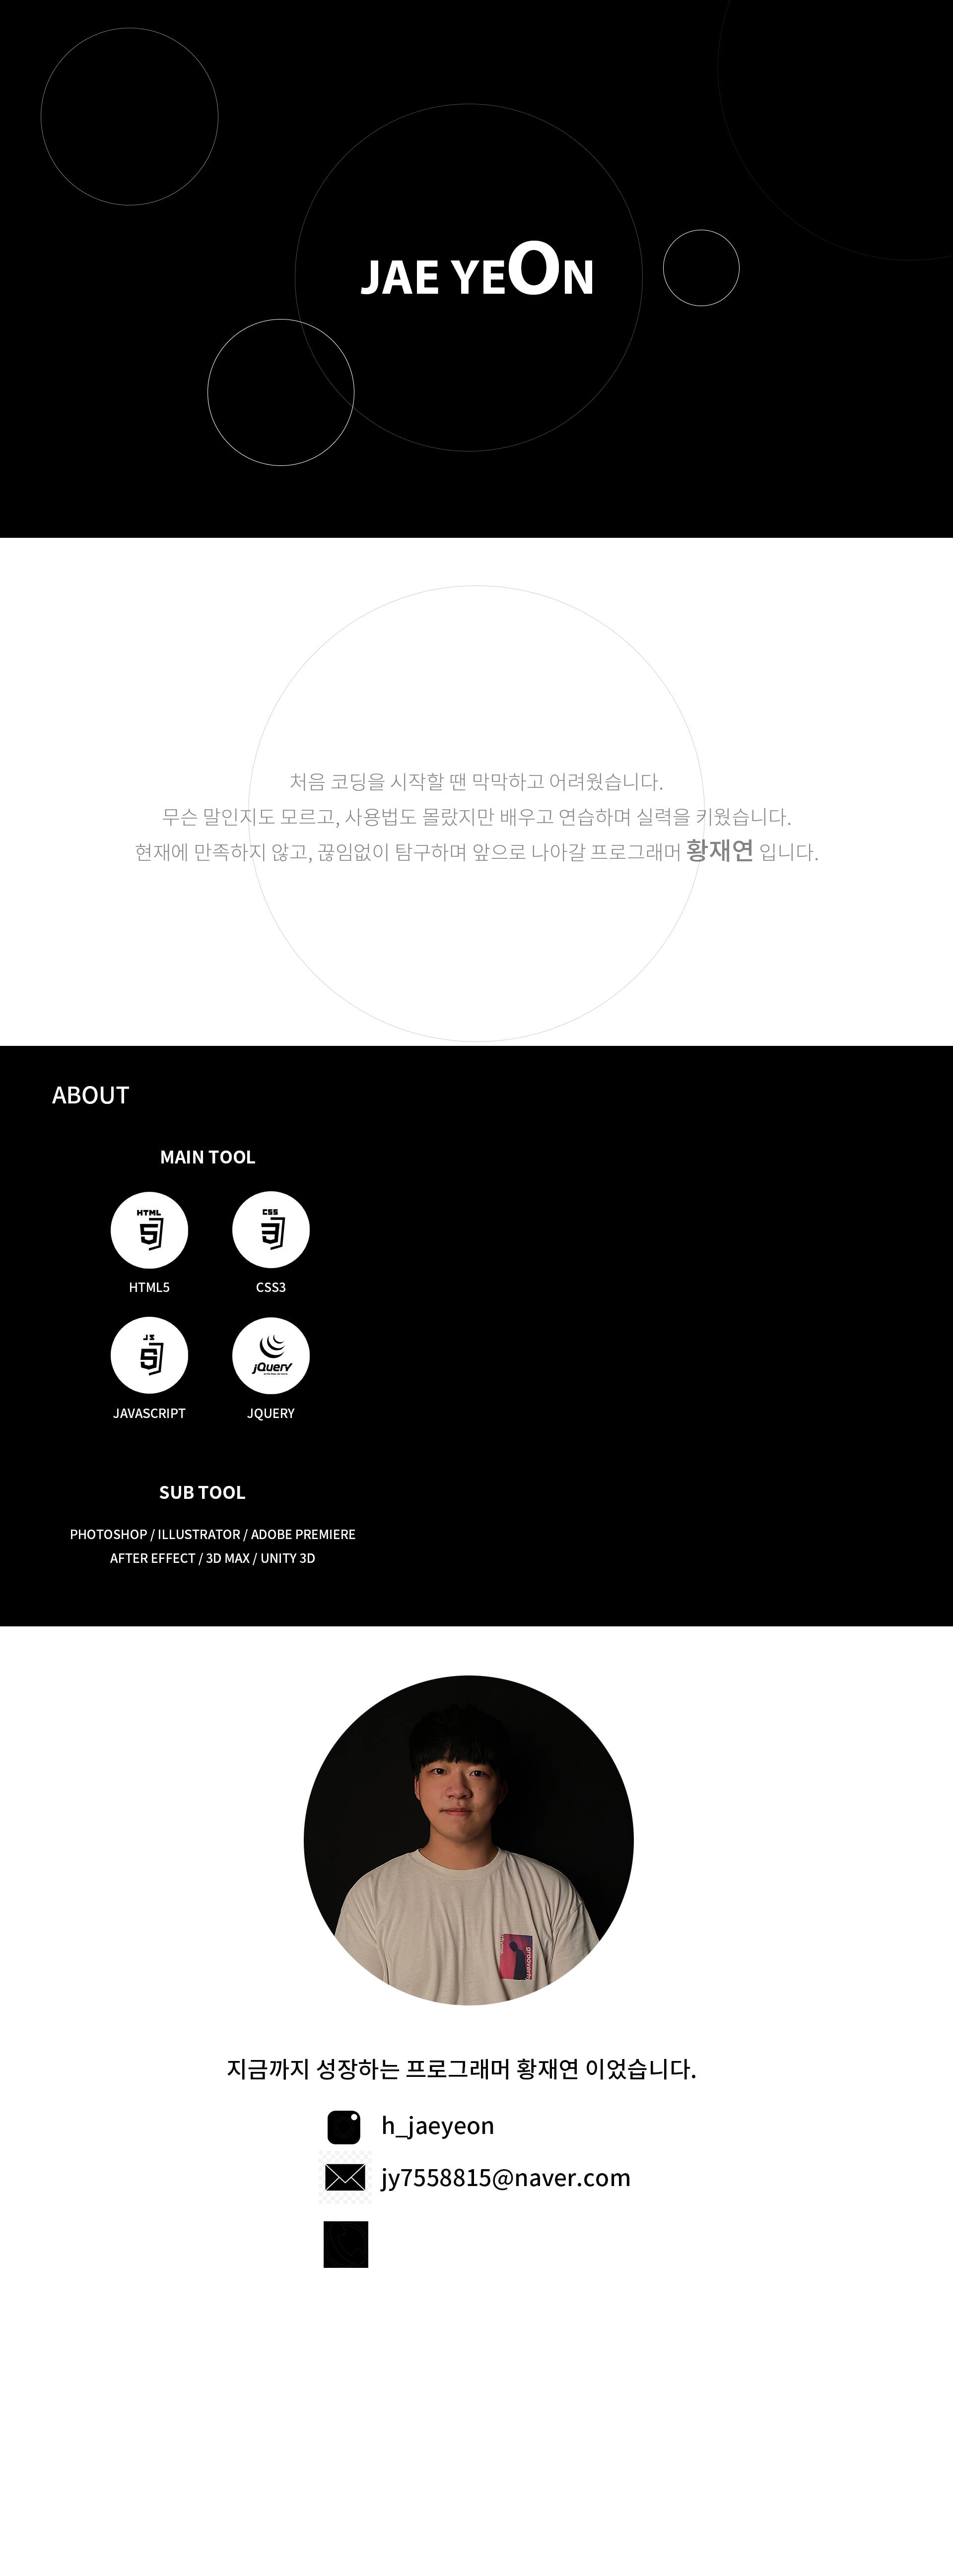 JAE YEON
처음 코딩을 시작할 땐 막막하고 어려웠습니다.
무슨 말인지도 모르고, 사용법도 몰랐지만 배우고 연습하며 실력을 키웠습니다.
현재에 만족하지 않고, 끊임없이 탐구하며 앞으로 나아갈 프로그래머 황재연 입니다.
ABOUT
MAIN TOOL
HTML
CSS
HTML5
CSS3
JS
jQuery
JAVASCRIPT
JQUERY
SUB TOOL
PHOTOSHOP / ILLUSTRATOR / ADOBE PREMIERE
AFTER EFFECT / 3D MAX / UNITY 3D
지금까지 성장하는 프로그래머 황재연 이었습니다.
h_jaeyeon
jy7558815@naver.com